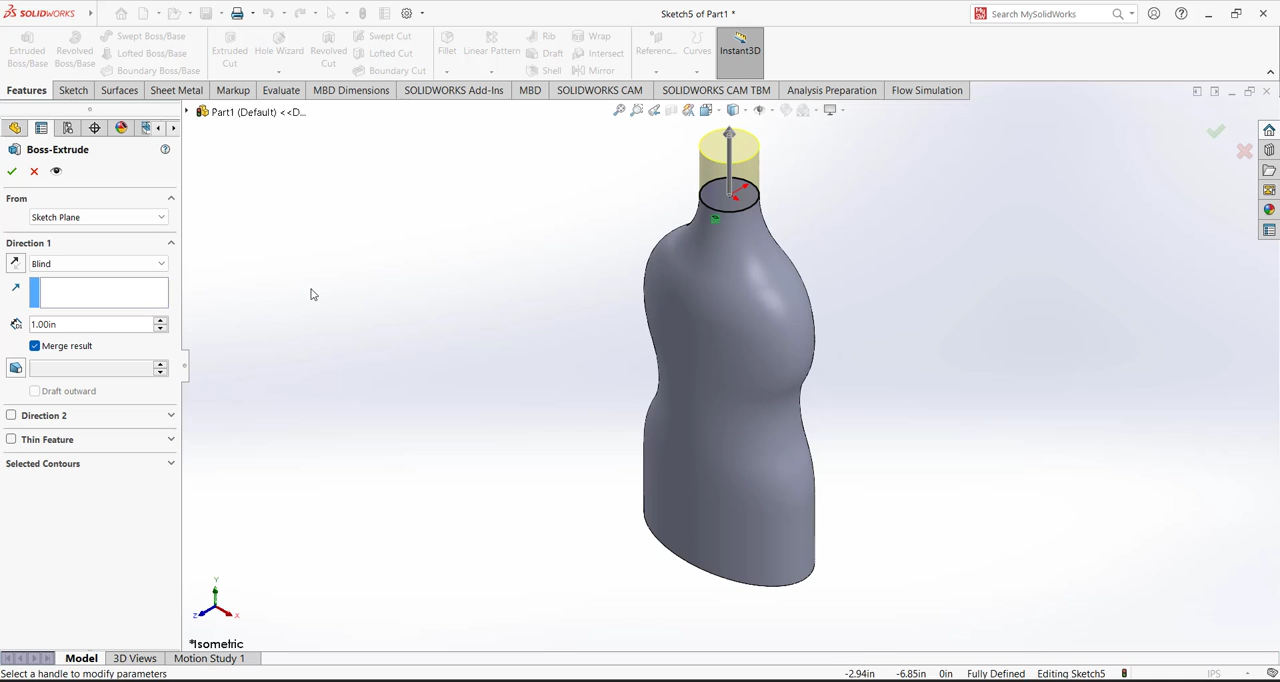 SOLIDWORKS
Sketch5 of Part1 *
Search MySolidWorks
Extruded Boss/Base
Revolved Boss/Base
Swept Boss/Base
Lofted Boss/Base
Boundary Boss/Base
Extruded Cut
Hole Wizard
Revolved Cut
Swept Cut
Lofted Cut
Boundary Cut
Fillet
Linear Pattern
Rib
Draft
Shell
Wrap
Intersect
Mirror
Referenc...
Curves
Instant3D
Features
Sketch
Surfaces
Sheet Metal
Markup
Evaluate
MBD Dimensions
SOLIDWORKS Add-Ins
MBD
SOLIDWORKS CAM
SOLIDWORKS CAM TBM
Analysis Preparation
Flow Simulation
Part1 (Default) <<D...
Boss-Extrude
From
Sketch Plane
Direction 1
Blind
1.00in
Merge result
Draft outward
Direction 2
Thin Feature
Selected Contours
Y
Z
X
*Isometric
Model
3D Views
Motion Study 1
Select a handle to modify parameters
-2.94in
-6.85in
0in
Fully Defined
Editing Sketch5
IPS